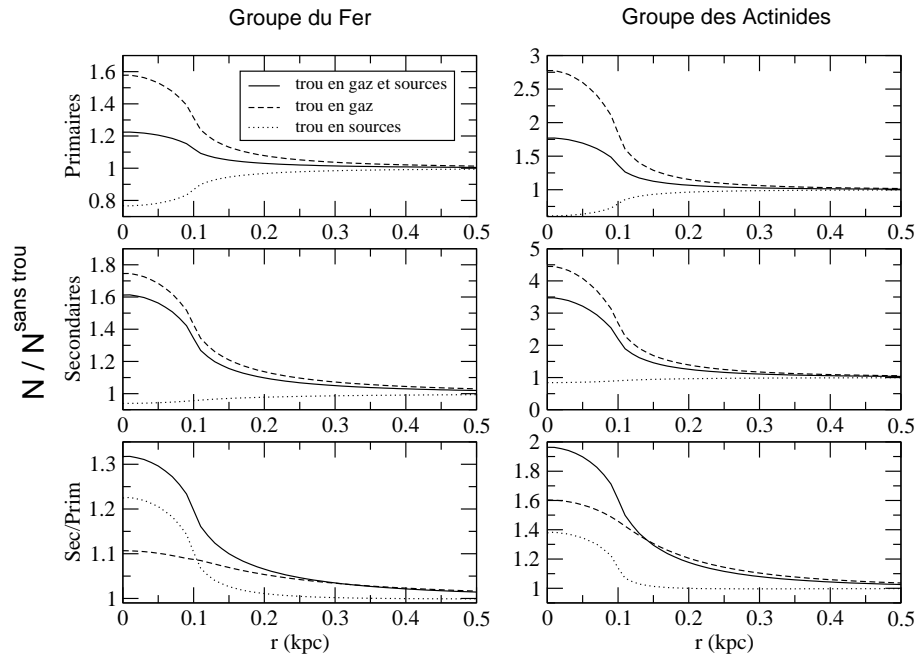 Groupe du Fer
Groupe des Actinides
N / N^sans trou
Primaires
1.6
1.4
1.2
1
0.8
trou en gaz et sources
trou en gaz
trou en sources
0 0.1 0.2 0.3 0.4 0.5
3
2.5
2
1.5
1
0 0.1 0.2 0.3 0.4 0.5
Secondaires
1.8
1.6
1.4
1.2
1
0 0.1 0.2 0.3 0.4 0.5
5
4
3
2
1
0
0 0.1 0.2 0.3 0.4 0.5
Sec/Prim
1.3
1.2
1.1
1
0 0.1 0.2 0.3 0.4 0.5
r (kpc)
2
1.8
1.6
1.4
1.2
1
0 0.1 0.2 0.3 0.4 0.5
r (kpc)